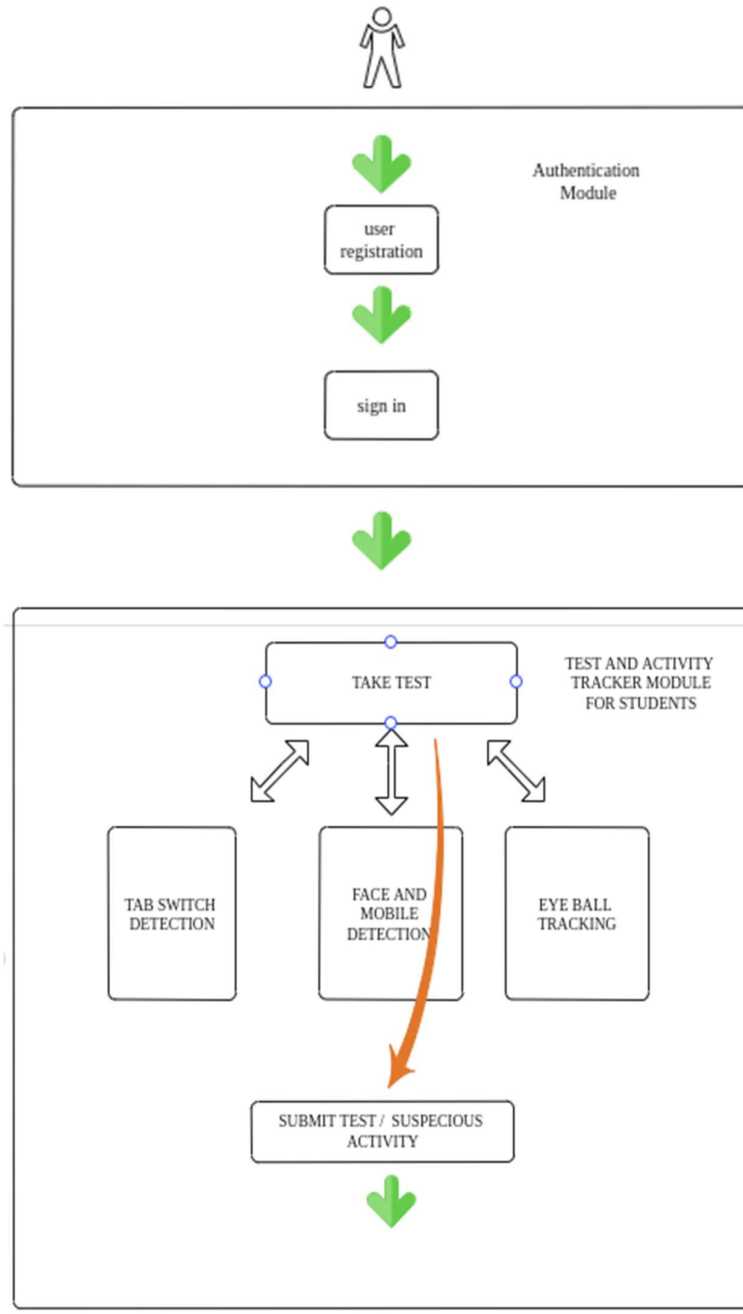 Authentication
Module
user
registration
sign in
TAKE TEST
TEST AND ACTIVITY
TRACKER MODULE
FOR STUDENTS
TAB SWITCH
DETECTION
FACE AND
MOBILE
DETECTION
EYE BALL
TRACKING
SUBMIT TEST / SUSPECIOUS
ACTIVITY